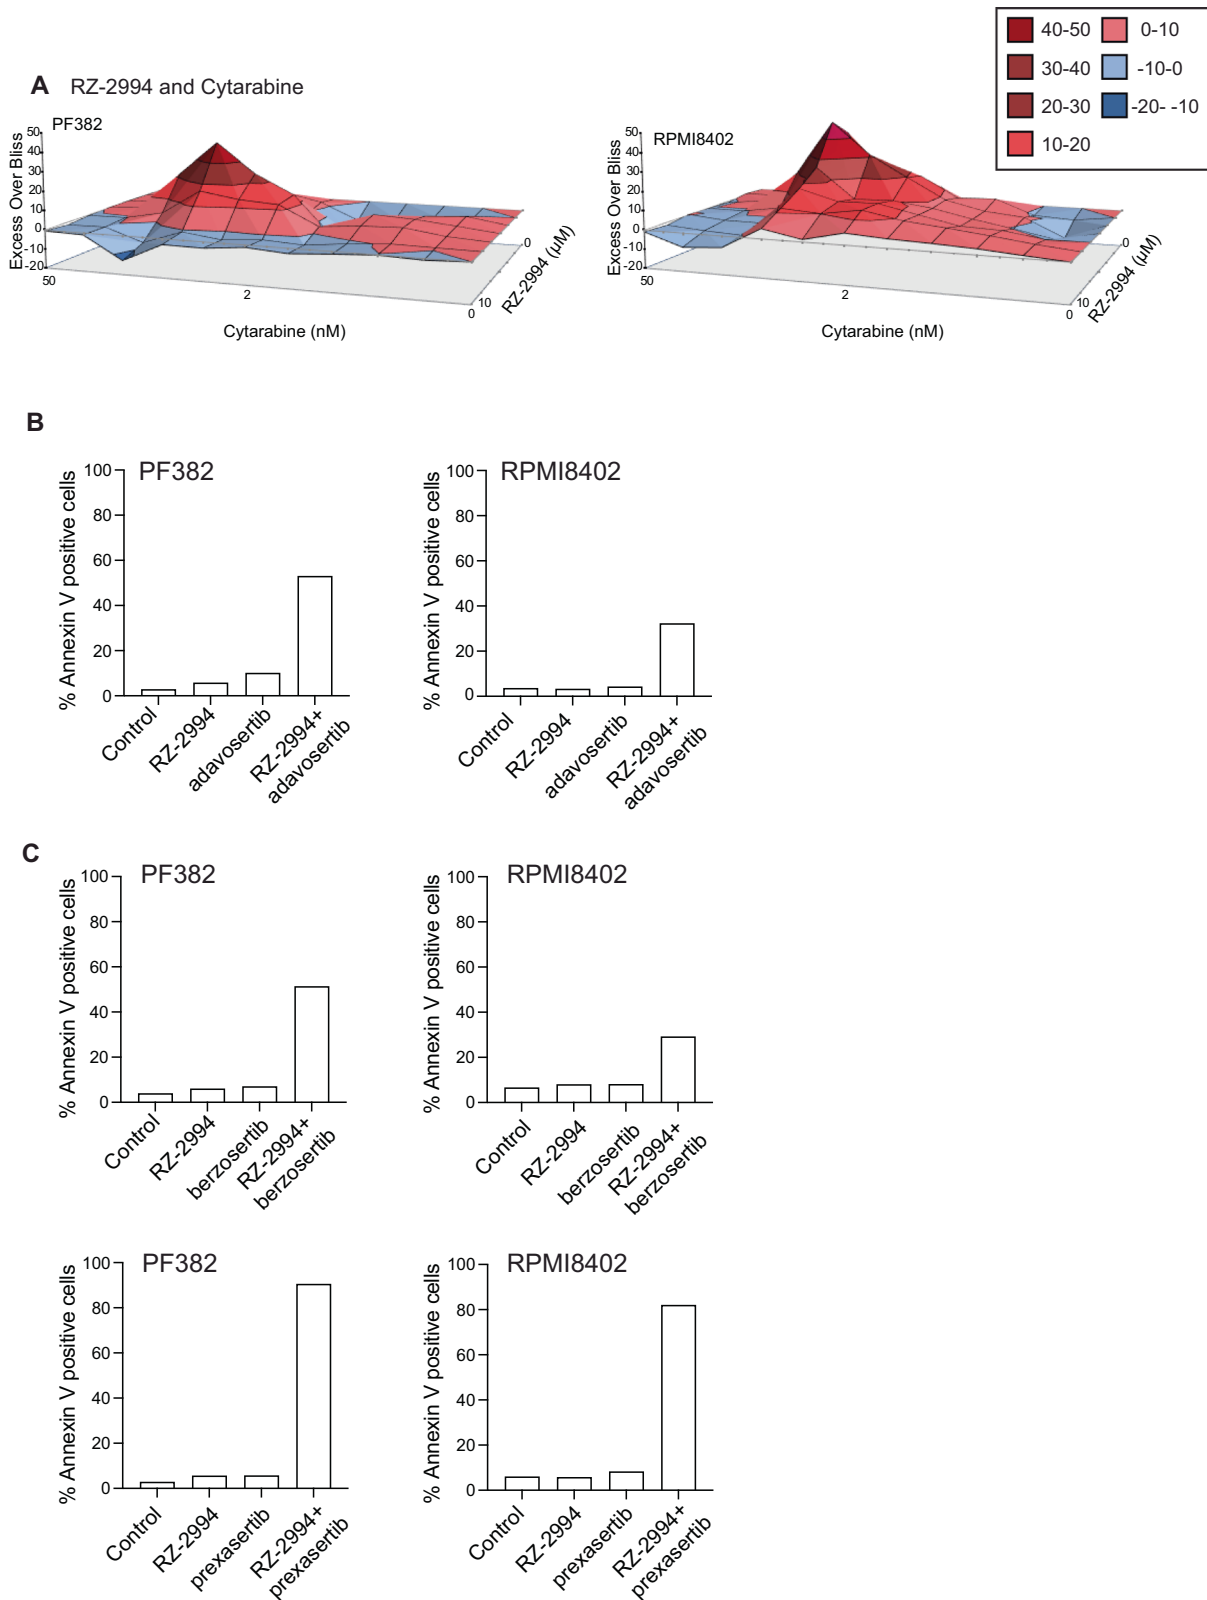 40-50 0-10
30-40 -10-0
20-30 -20- -10
10-20
A RZ-2994 and Cytarabine
PF382
Excess Over Bliss
50
40
30
20
10
0
-10
-20
50
2
0
Cytarabine (nM)
0
10
RZ-2994 (μM)
RPMI8402
Excess Over Bliss
50
40
30
20
10
0
-10
-20
50
2
0
Cytarabine (nM)
0
10
RZ-2994 (μM)
B
PF382
% Annexin V positive cells
100
80
60
40
20
0
Control
RZ-2994
adavosertib
RZ-2994+
adavosertib
RPMI8402
% Annexin V positive cells
100
80
60
40
20
0
Control
RZ-2994
adavosertib
RZ-2994+
adavosertib
C
PF382
% Annexin V positive cells
100
80
60
40
20
0
Control
RZ-2994
berzosertib
RZ-2994+
berzosertib
RPMI8402
% Annexin V positive cells
100
80
60
40
20
0
Control
RZ-2994
berzosertib
RZ-2994+
berzosertib
PF382
% Annexin V positive cells
100
80
60
40
20
0
Control
RZ-2994
prexasertib
RZ-2994+
prexasertib
RPMI8402
% Annexin V positive cells
100
80
60
40
20
0
Control
RZ-2994
prexasertib
RZ-2994+
prexasertib